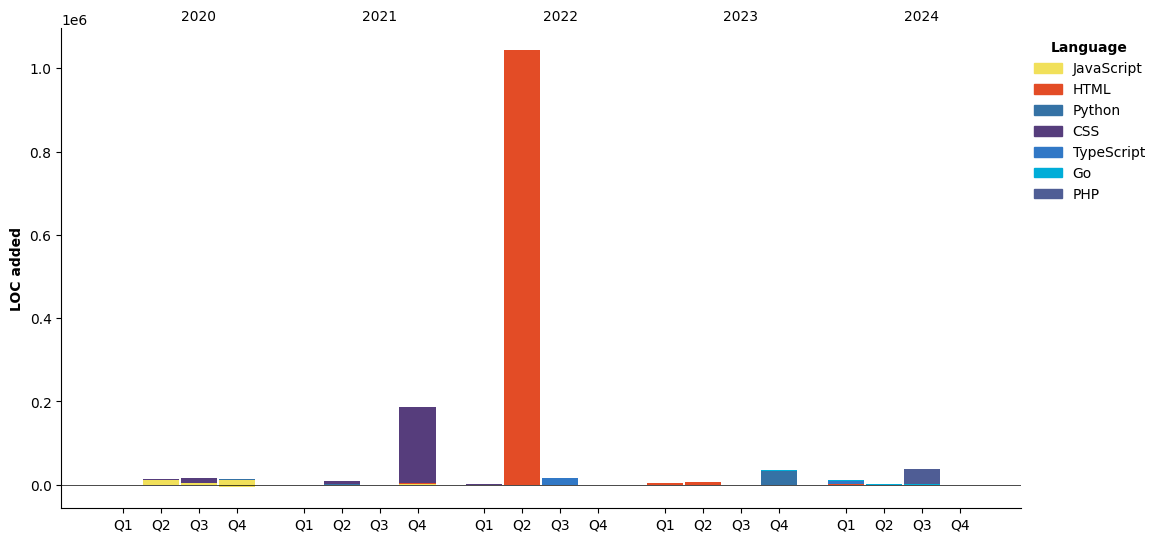 2020 2021 2022 2023 2024
1e6
Language
JavaScript
HTML
Python
CSS
TypeScript
Go
PHP
LOC added
1.0
0.8
0.6
0.4
0.2
0.0
Q1 Q2 Q3 Q4 Q1 Q2 Q3 Q4 Q1 Q2 Q3 Q4 Q1 Q2 Q3 Q4 Q1 Q2 Q3 Q4